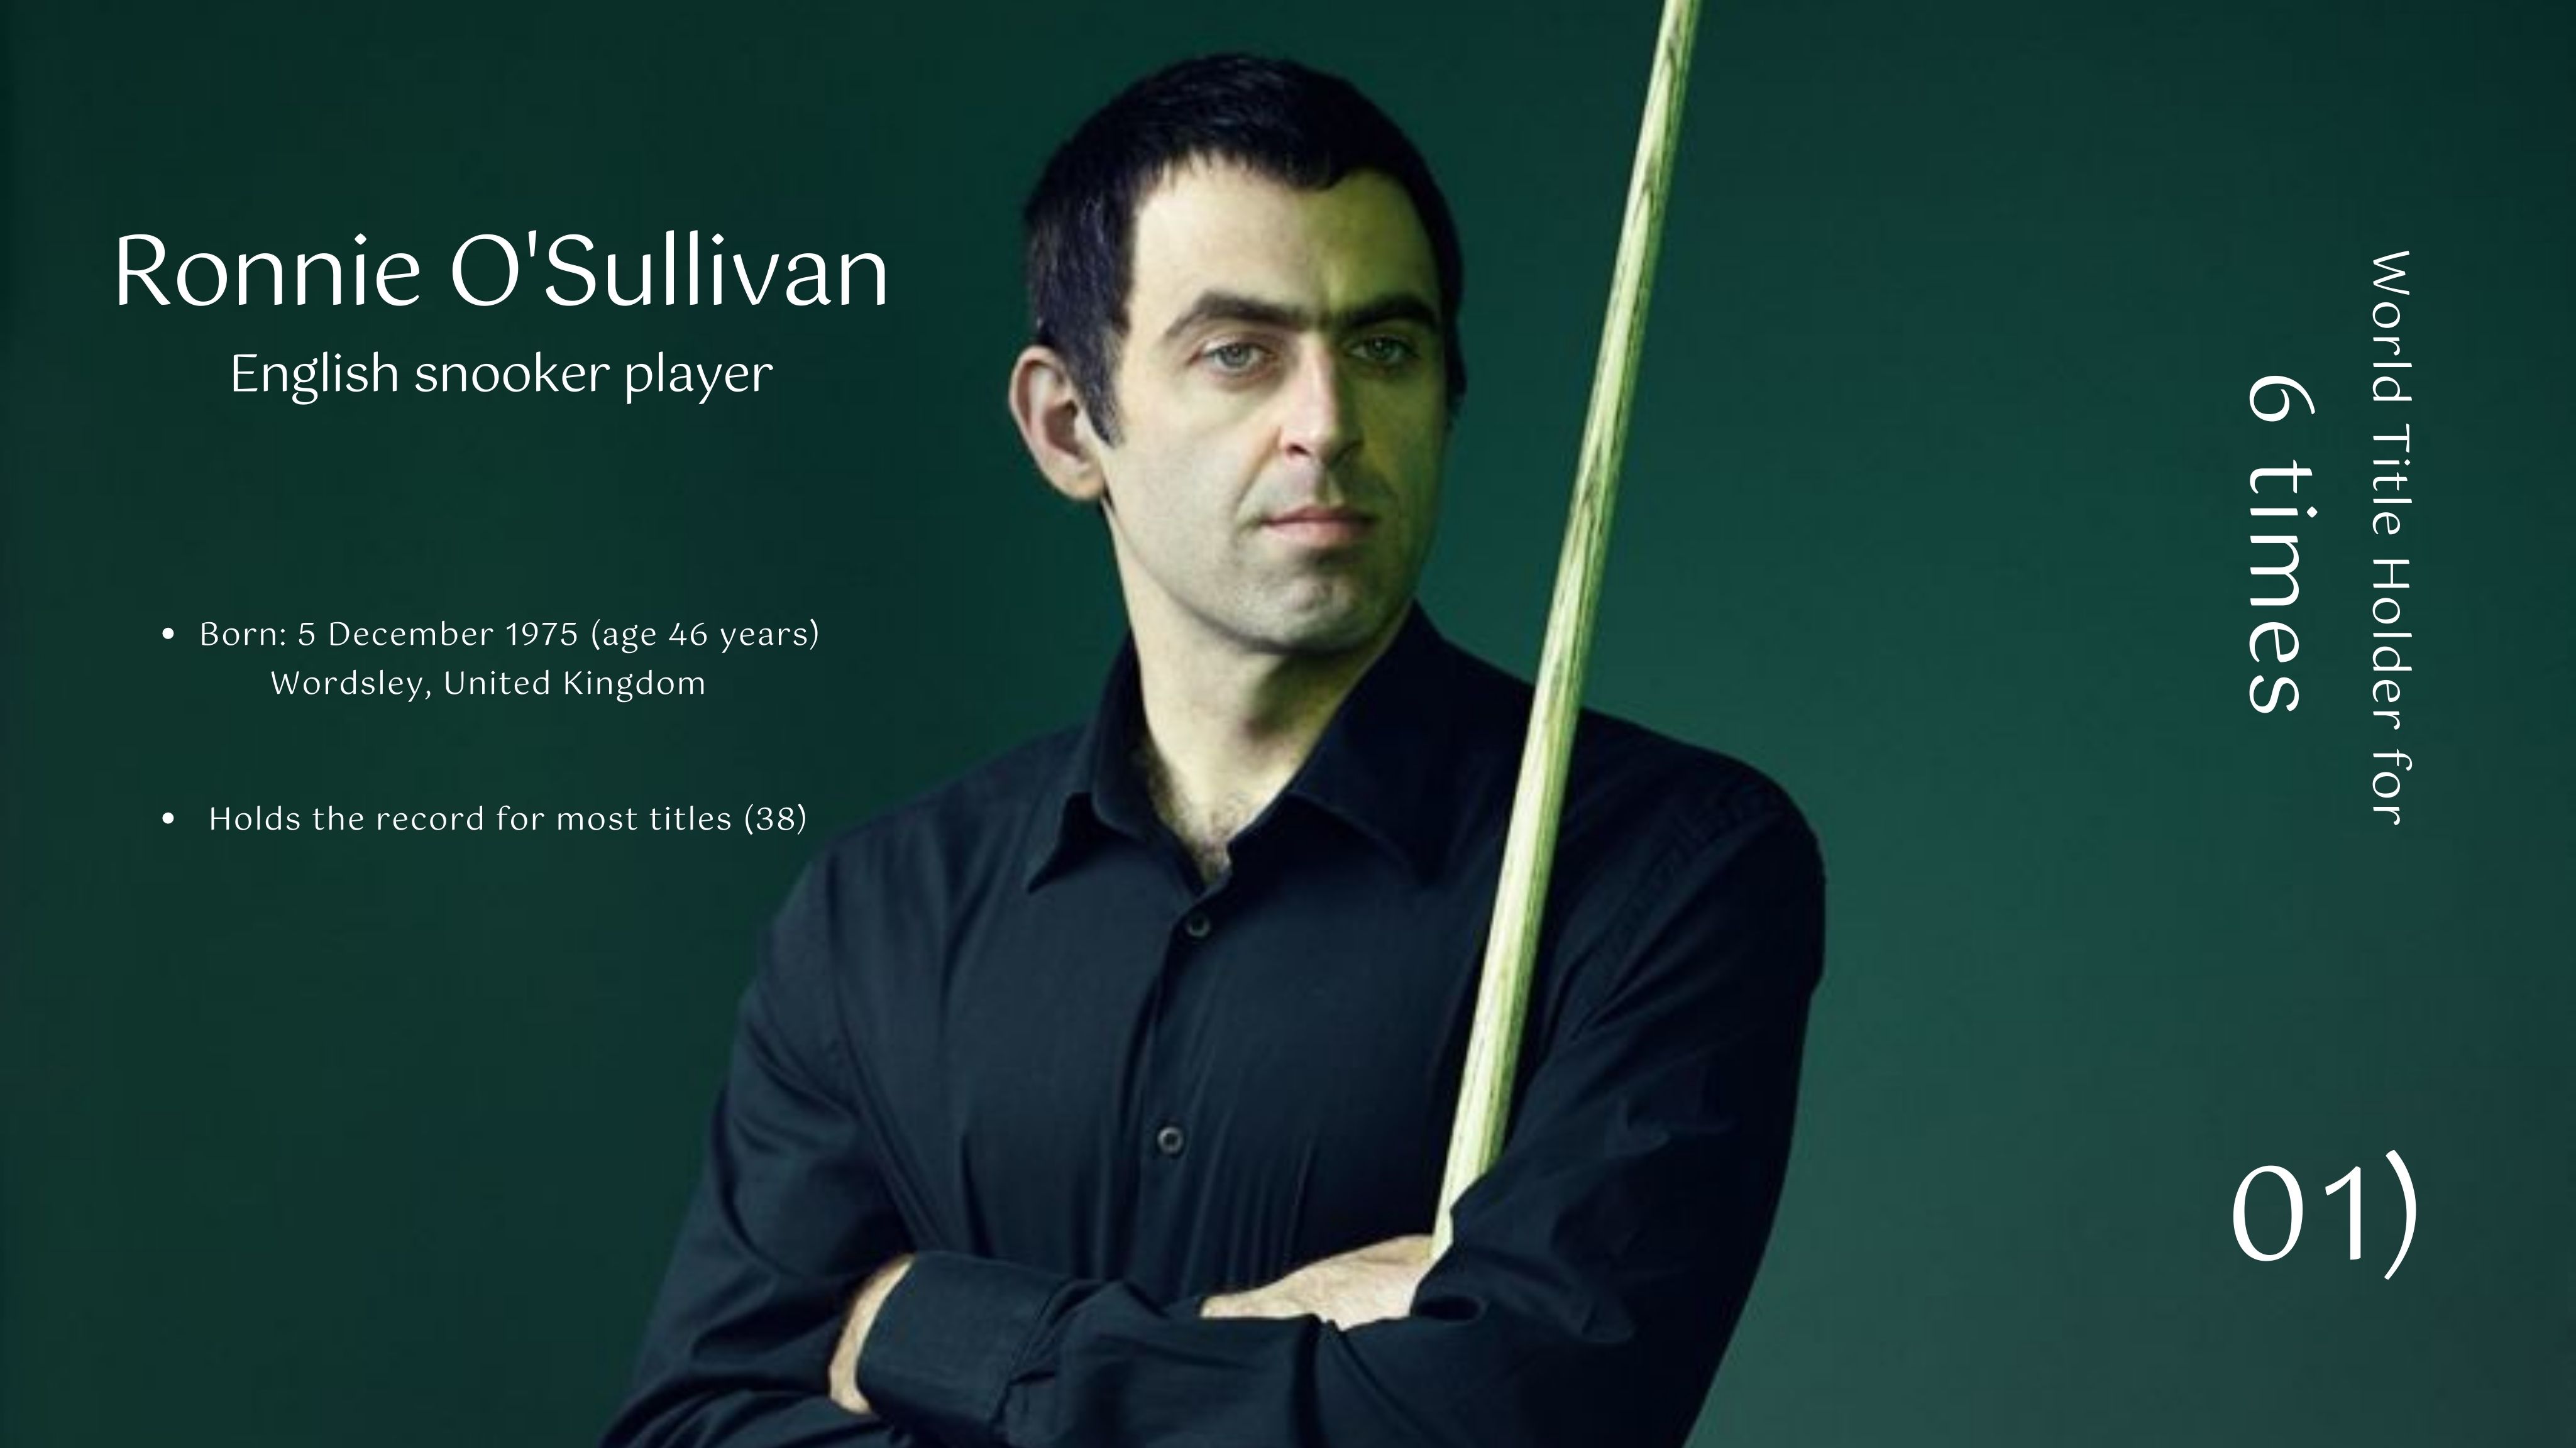 Ronnie O'Sullivan
English snooker player
• Born: 5 December 1975 (age 46 years)
Wordsley, United Kingdom
• Holds the record for most titles (38)
World Title Holder for
6 times
01)